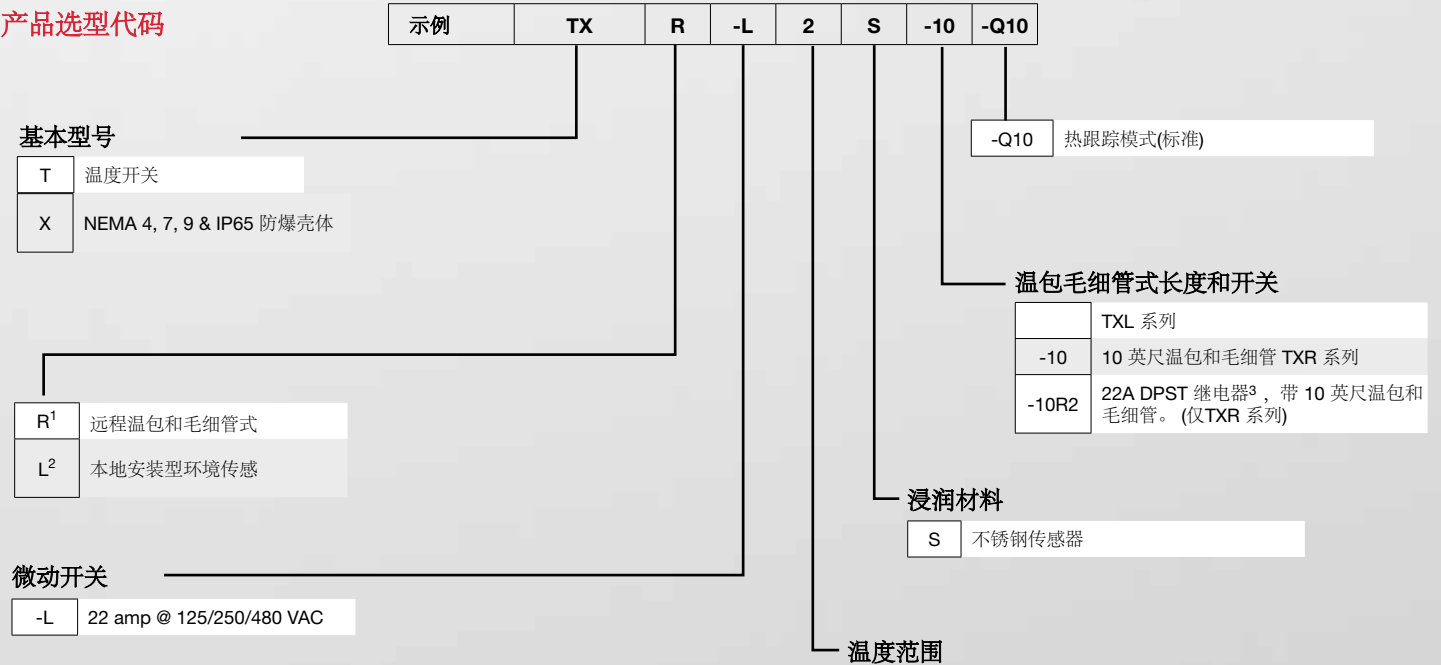 产品选型代码
示例 TX R -L 2 S -10 -Q10
-Q10 热跟踪模式(标准)
基本型号
T 温度开关
X NEMA 4, 7, 9 & IP65 防爆壳体
温包毛细管式长度和开关
TXL 系列
-10 10 英尺温包和毛细管 TXR 系列
-10R2 22A DPST 继电器³ , 带 10 英尺温包和
毛细管。 (仅TXR 系列)
R¹ 远程温包和毛细管式
L² 本地安装型环境传感
浸润材料
S 不锈钢传感器
微动开关
-L 22 amp @ 125/250/480 VAC
温度范围